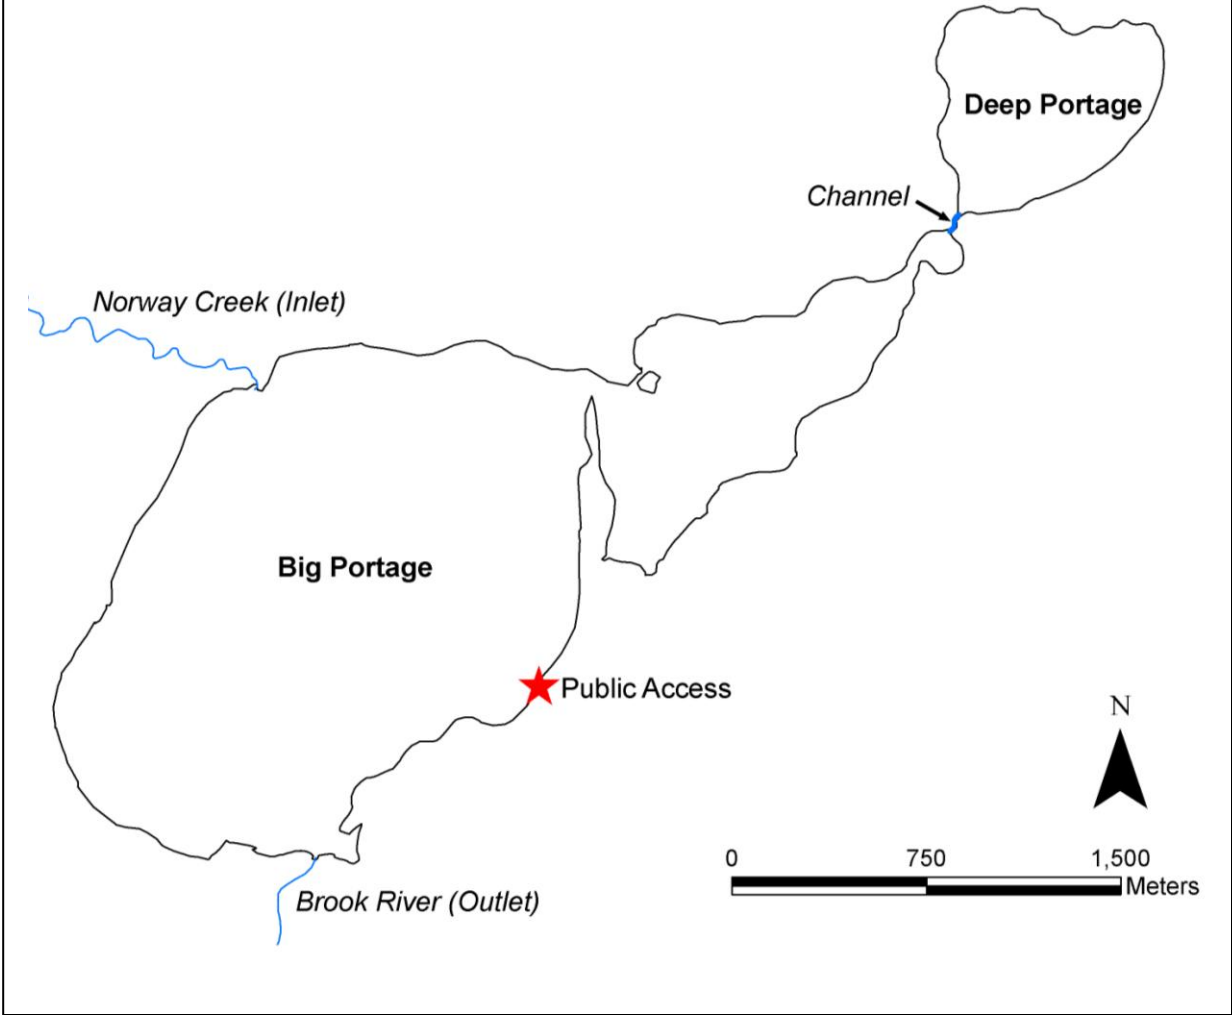 Deep Portage
Channel
Norway Creek (Inlet)
Big Portage
Public Access
N
0 750 1,500
Meters
Brook River (Outlet)